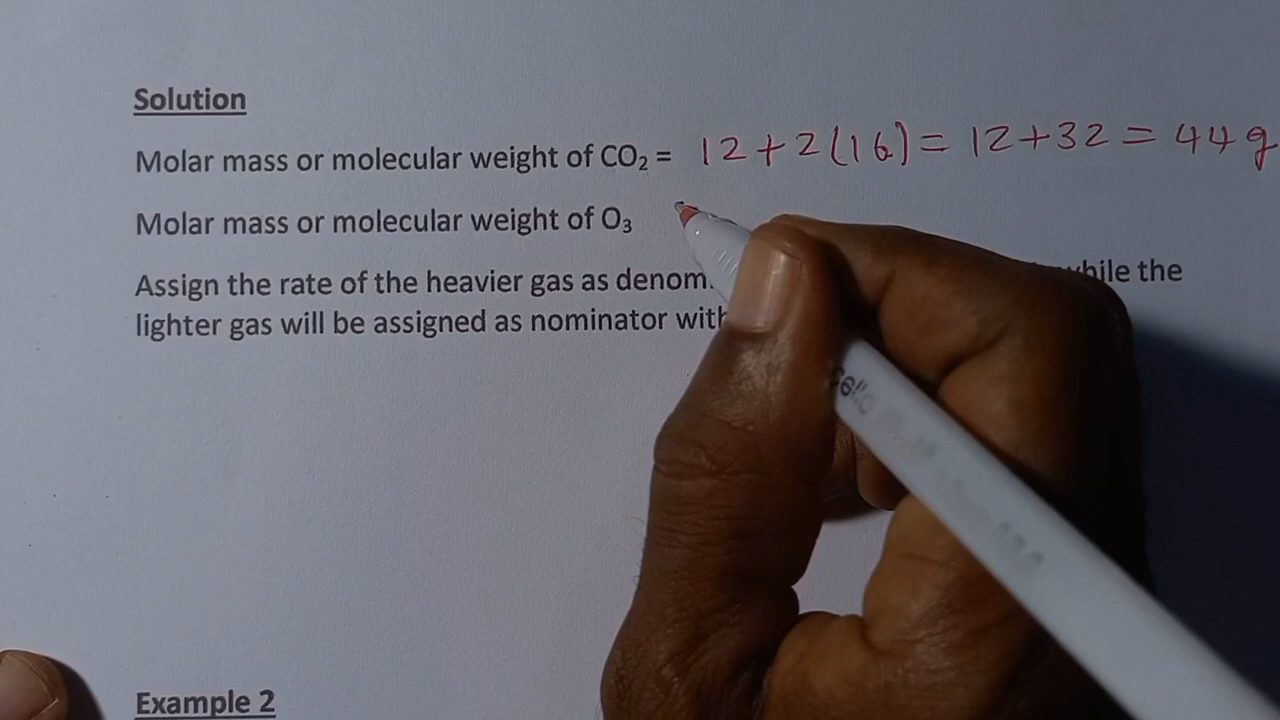 Solution
Molar mass or molecular weight of CO₂ = 12+2(16) = 12+32 = 44g
Molar mass or molecular weight of O₃
Assign the rate of the heavier gas as while the
lighter gas will be assigned as nominator
cello
Example 2